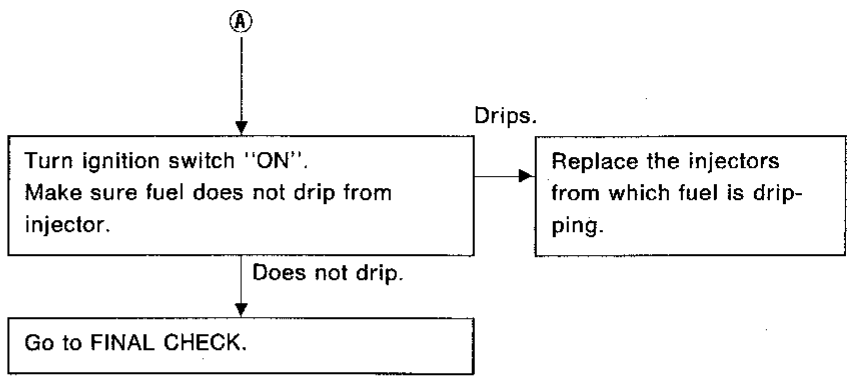 Ⓐ
Drips.
Turn ignition switch "ON".
Make sure fuel does not drip from
injector.
Replace the injectors
from which fuel is drip-
ping.
Does not drip.
Go to FINAL CHECK.